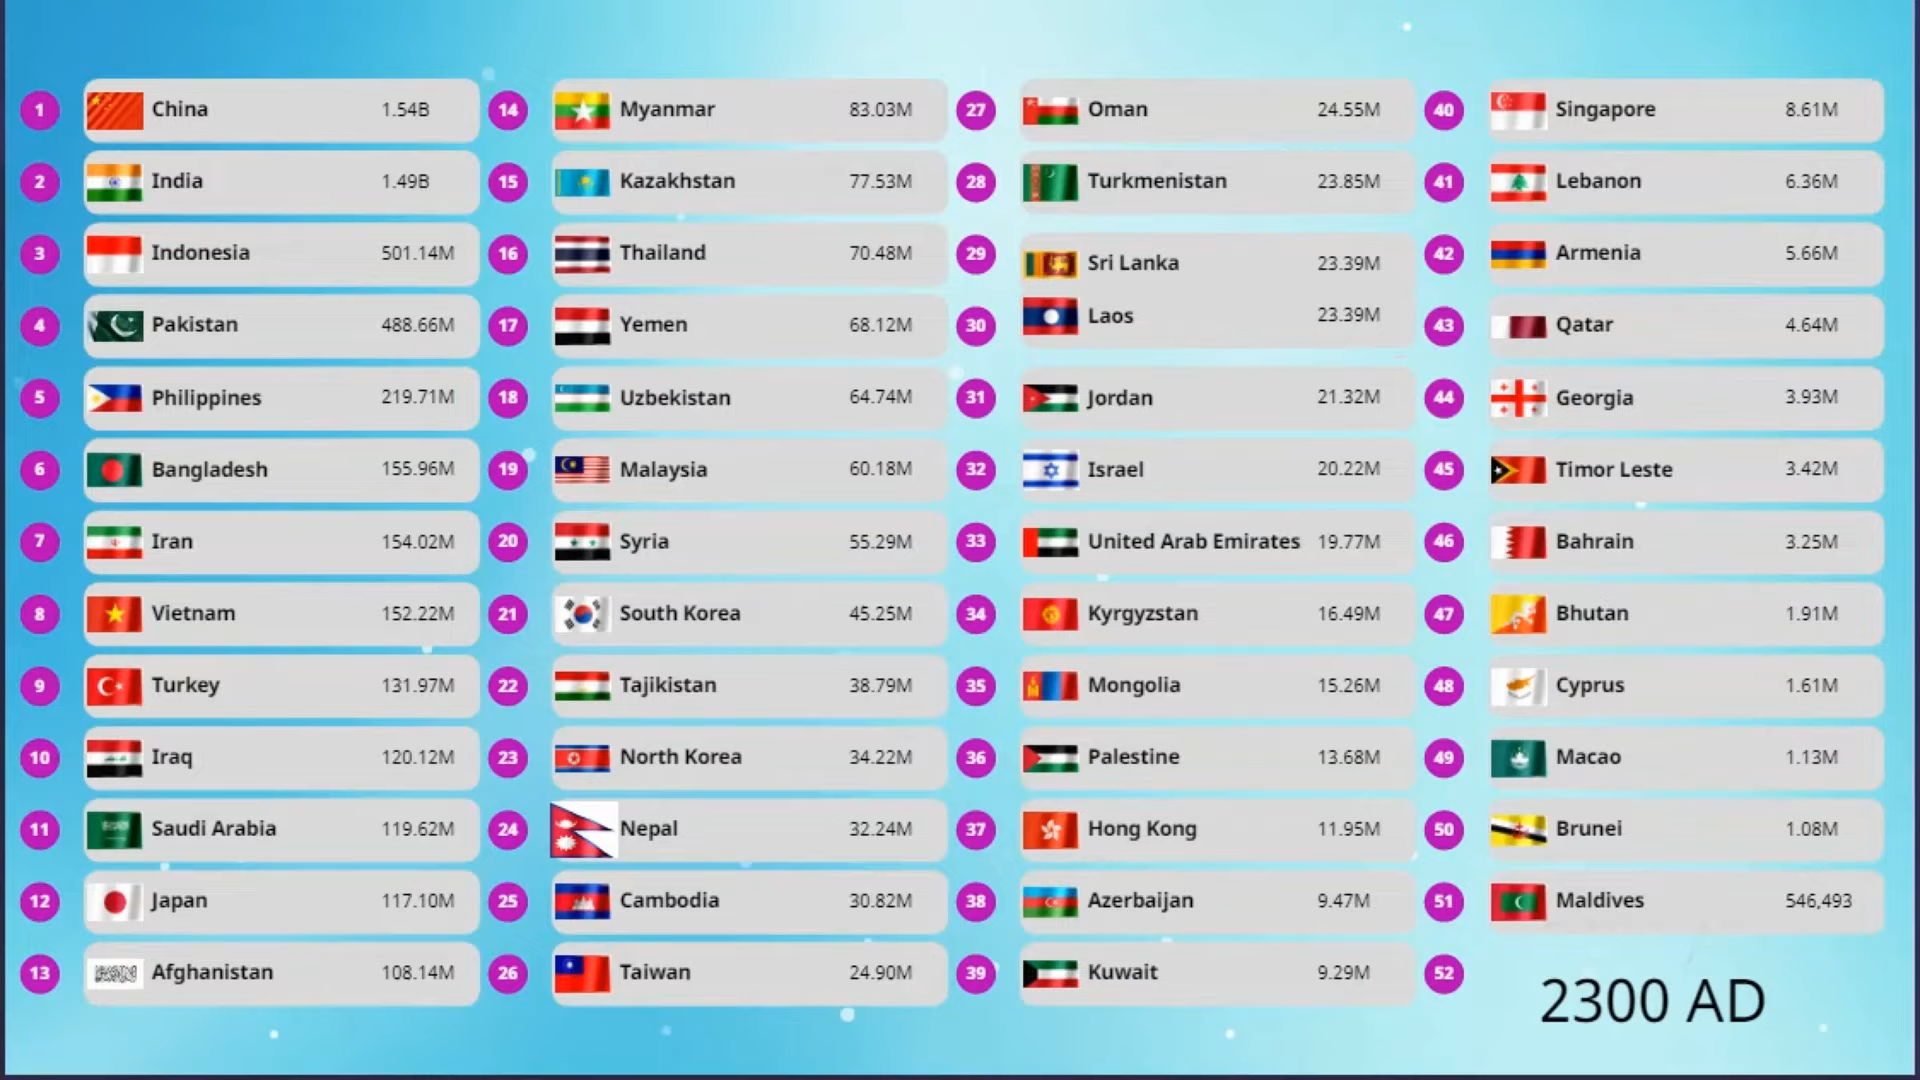 1 China 1.54B
2 India 1.49B
3 Indonesia 501.14M
4 Pakistan 488.66M
5 Philippines 219.71M
6 Bangladesh 155.96M
7 Iran 154.02M
8 Vietnam 152.22M
9 Turkey 131.97M
10 Iraq 120.12M
11 Saudi Arabia 119.62M
12 Japan 117.10M
13 Afghanistan 108.14M
14 Myanmar 83.03M
15 Kazakhstan 77.53M
16 Thailand 70.48M
17 Yemen 68.12M
18 Uzbekistan 64.74M
19 Malaysia 60.18M
20 Syria 55.29M
21 South Korea 45.25M
22 Tajikistan 38.79M
23 North Korea 34.22M
24 Nepal 32.24M
25 Cambodia 30.82M
26 Taiwan 24.90M
27 Oman 24.55M
28 Turkmenistan 23.85M
29 Sri Lanka 23.39M
30 Laos 23.39M
31 Jordan 21.32M
32 Israel 20.22M
33 United Arab Emirates 19.77M
34 Kyrgyzstan 16.49M
35 Mongolia 15.26M
36 Palestine 13.68M
37 Hong Kong 11.95M
38 Azerbaijan 9.47M
39 Kuwait 9.29M
40 Singapore 8.61M
41 Lebanon 6.36M
42 Armenia 5.66M
43 Qatar 4.64M
44 Georgia 3.93M
45 Timor Leste 3.42M
46 Bahrain 3.25M
47 Bhutan 1.91M
48 Cyprus 1.61M
49 Macao 1.13M
50 Brunei 1.08M
51 Maldives 546,493
52
2300 AD